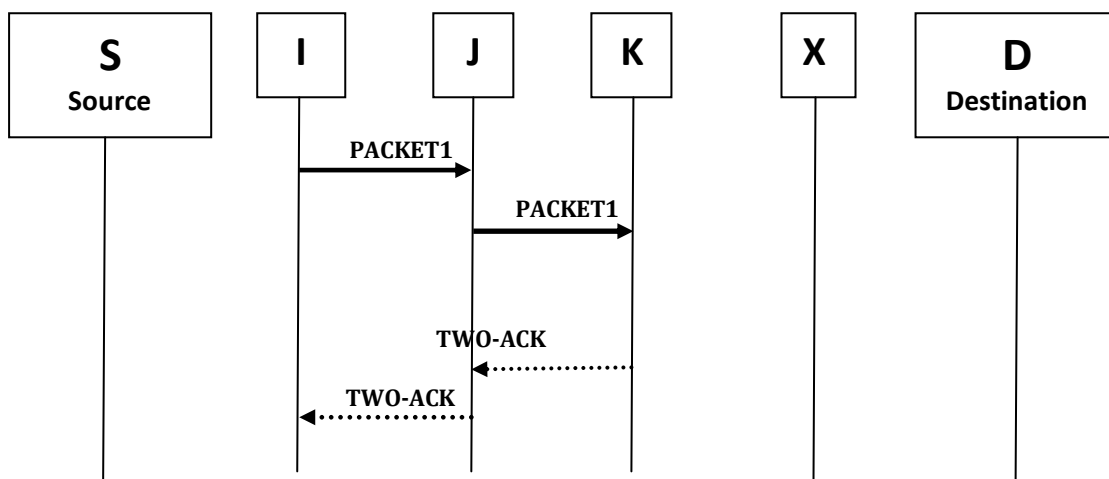 S
Source
I
J
K
X
D
Destination
PACKET1
PACKET1
TWO-ACK
TWO-ACK